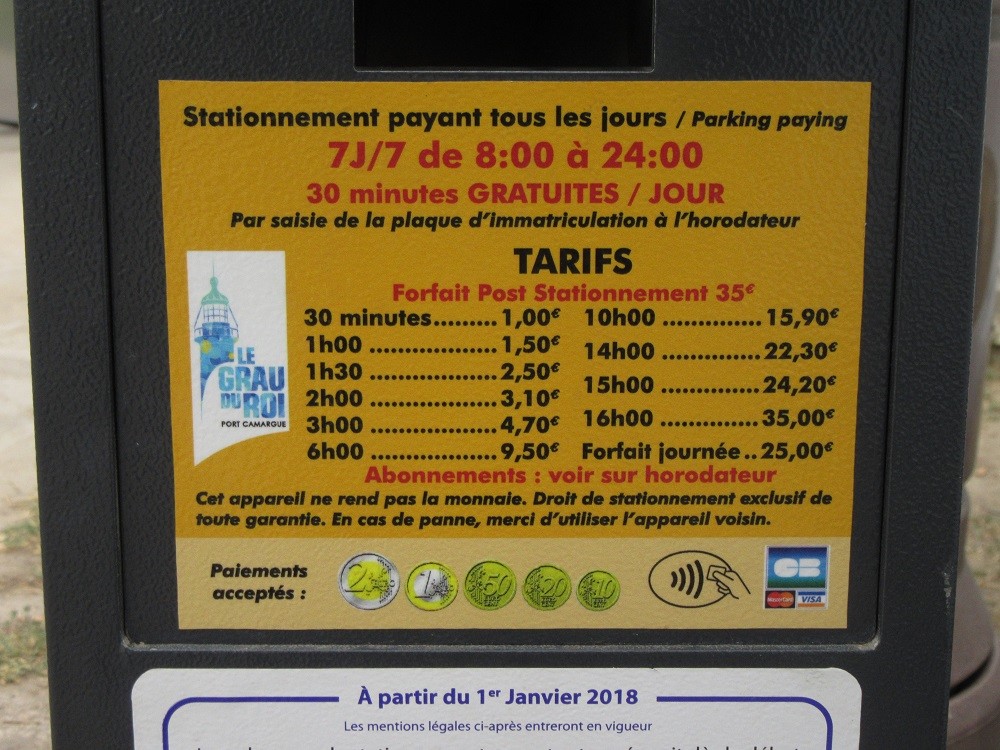 Stationnement payant tous les jours / Parking paying
7J/7 de 8:00 à 24:00
30 minutes GRATUITES / JOUR
Par saisie de la plaque d'immatriculation à l'horodateur
TARIFS
Forfait Post Stationnement 35€
30 minutes......... 1,00€
1h00 ................... 1,50€
1h30 ................... 2,50€
2h00 ................... 3,10€
3h00 ................... 4,70€
6h00 ................... 9,50€
10h00 ............... 15,90€
14h00 ............... 22,30€
15h00 ............... 24,20€
16h00 ............... 35,00€
Forfait journée.. 25,00€
Abonnements : voir sur horodateur
Cet appareil ne rend pas la monnaie. Droit de stationnement exclusif de
toute garantie. En cas de panne, merci d'utiliser l'appareil voisin.
LE
GRAU
DU ROI
PORT CAMARGUE
Paiements
acceptés :
2
1
50
20
10
CB
MasterCard VISA
À partir du 1er Janvier 2018
Les mentions légales ci-après entreront en vigueur